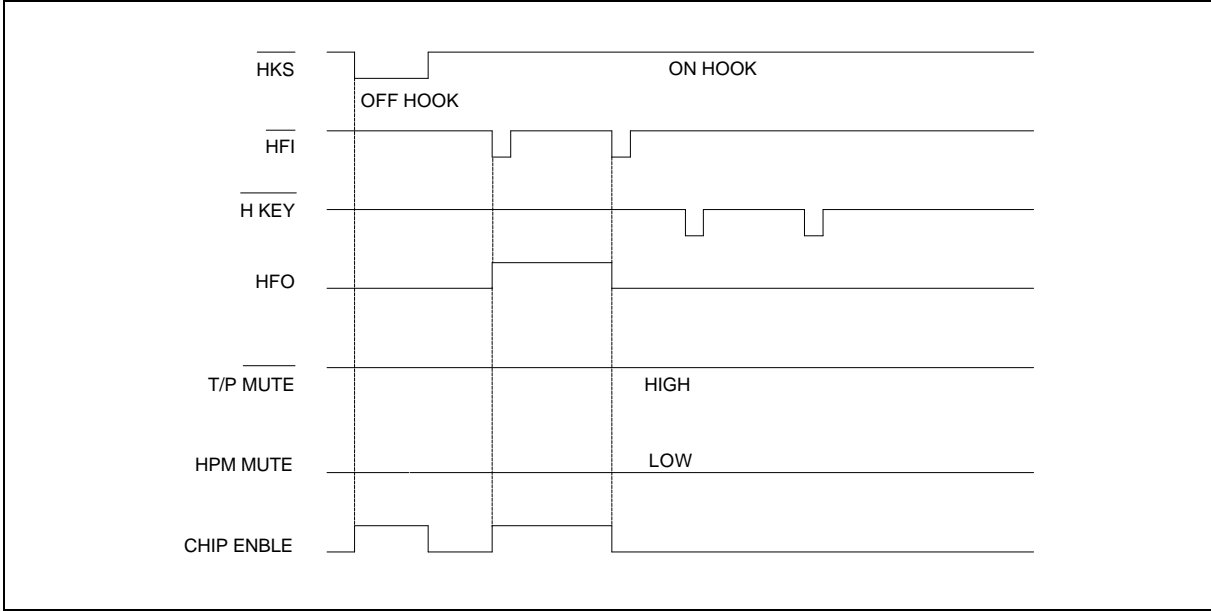 HKS
ON HOOK
OFF HOOK
HFI
H KEY
HFO
T/P MUTE
HIGH
HPM MUTE
LOW
CHIP ENBLE